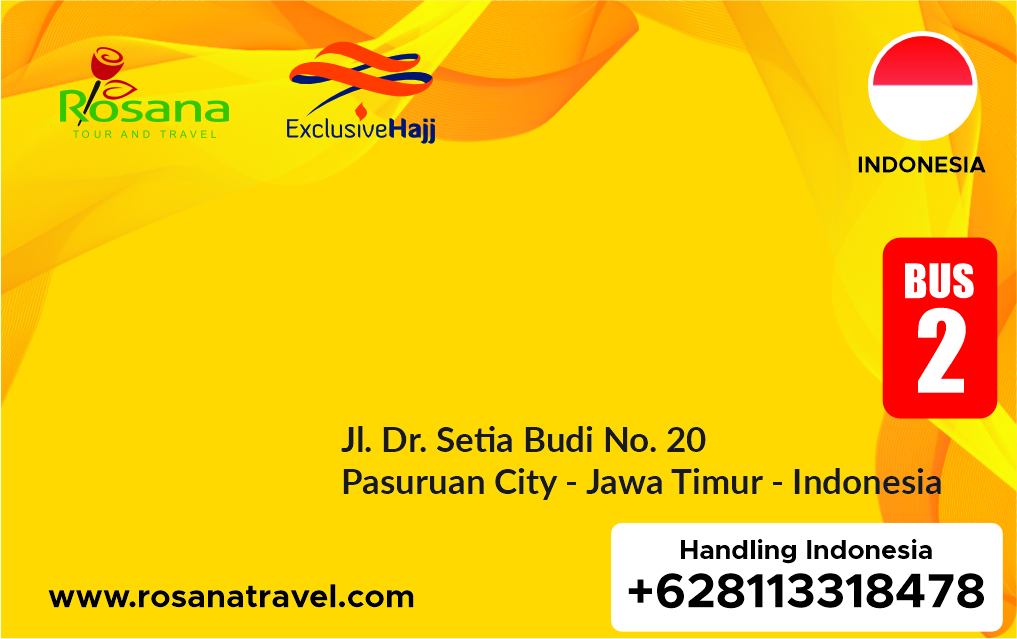 Rosana
TOUR AND TRAVEL
ExclusiveHajj
INDONESIA
BUS
2
Jl. Dr. Setia Budi No. 20
Pasuruan City - Jawa Timur - Indonesia
Handling Indonesia
+628113318478
www.rosanatravel.com